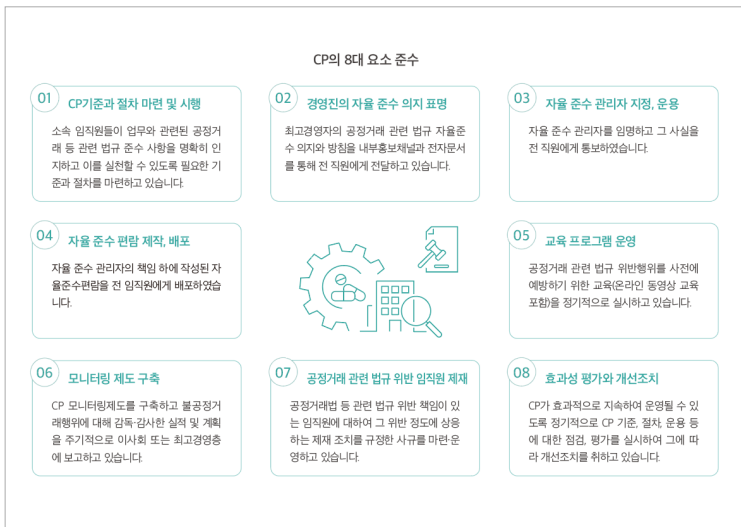 CP의 8대 요소 준수
01
CP기준과 절차 마련 및 시행
소속 임직원들이 업무와 관련된 공정거
래 등 관련 법규 준수 사항을 명확히 인
지하고 이를 실천할 수 있도록 필요한 기
준과 절차를 마련하고 있습니다.
02
경영진의 자율 준수 의지 표명
최고경영자의 공정거래 관련 법규 자율준
수 의지와 방침을 내부홍보채널과 전자문서
를 통해 전 직원에게 전달하고 있습니다.
03
자율 준수 관리자 지정, 운용
자율 준수 관리자를 임명하고 그 사실을
전 직원에게 통보하였습니다.
04
자율 준수 편람 제작, 배포
자율 준수 관리자의 책임 하에 작성된 자
율준수편람을 전 임직원에게 배포하였습
니다.
05
교육 프로그램 운영
공정거래 관련 법규 위반행위를 사전에
예방하기 위한 교육(온라인 동영상 교육
포함)을 정기적으로 실시하고 있습니다.
06
모니터링 제도 구축
CP 모니터링제도를 구축하고 불공정거
래행위에 대해 감독·감사한 실적 및 계획
을 주기적으로 이사회 또는 최고경영층
에 보고하고 있습니다.
07
공정거래 관련 법규 위반 임직원 제재
공정거래법 등 관련 법규 위반 책임이 있
는 임직원에 대하여 그 위반 정도에 상응
하는 제재 조치를 규정한 사규를 마련·운
영하고 있습니다.
08
효과성 평가와 개선조치
CP가 효과적으로 지속하여 운영될 수 있
도록 정기적으로 CP 기준, 절차, 운용 등
에 대한 점검, 평가를 실시하여 그에 따
라 개선조치를 취하고 있습니다.